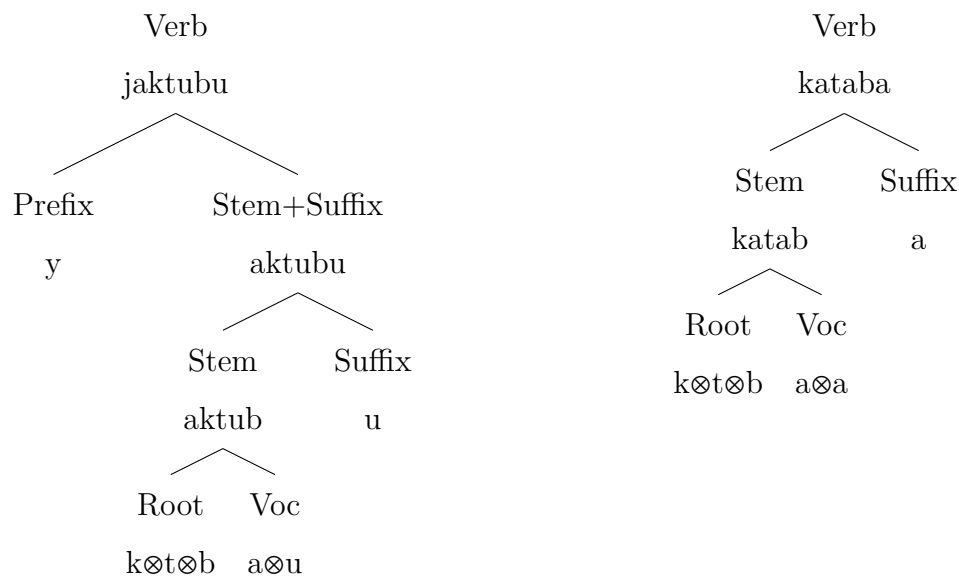 Verb
jaktubu
Prefix Stem+Suffix
y aktubu
Stem Suffix
aktub u
Root Voc
k⊗t⊗b a⊗u
Verb
kataba
Stem Suffix
katab a
Root Voc
k⊗t⊗b a⊗a